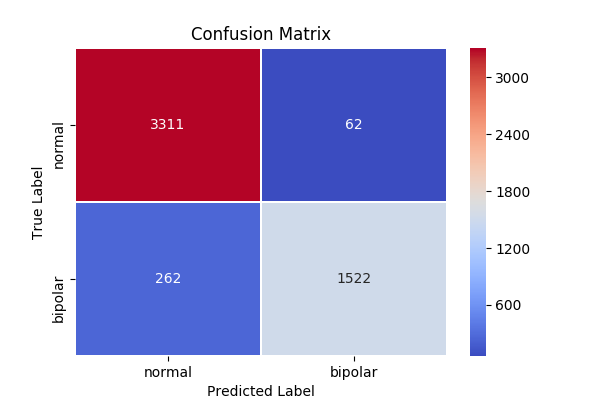 Confusion Matrix
True Label
normal
3311
62
bipolar
262
1522
normal
bipolar
Predicted Label
3000
2400
1800
1200
600